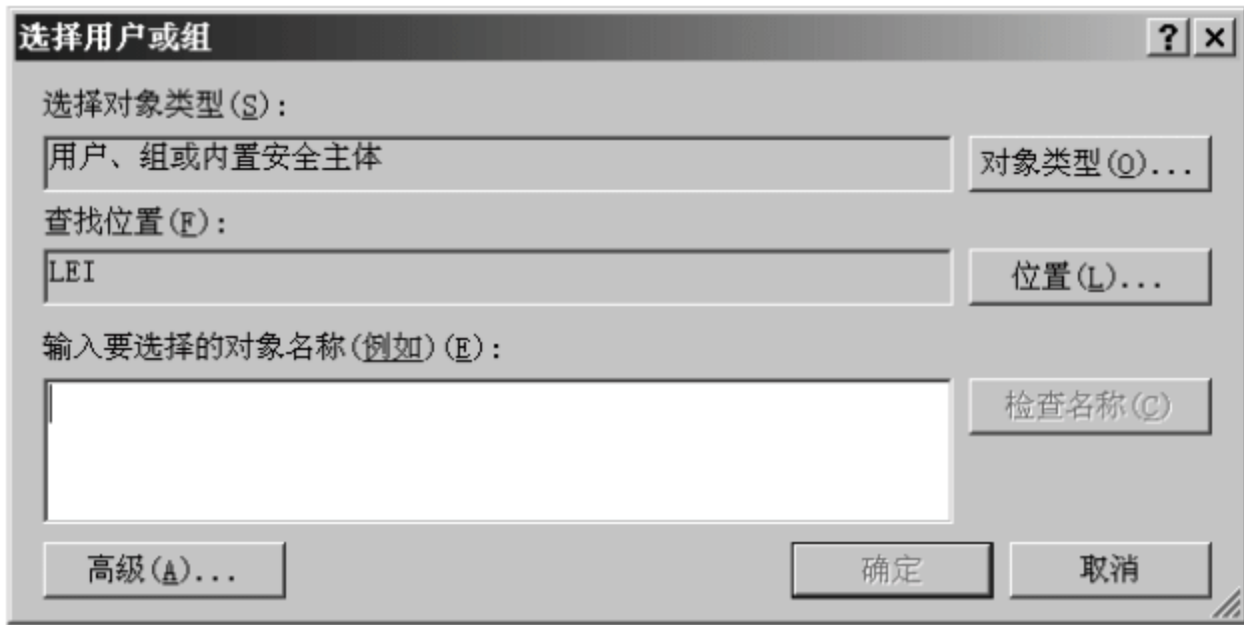 选择用户或组
选择对象类型(S):
用户、组或内置安全主体
对象类型(O)...
查找位置(F):
LEI
位置(L)...
输入要选择的对象名称(例如)(E):
检查名称(C)
高级(A)...
确定
取消